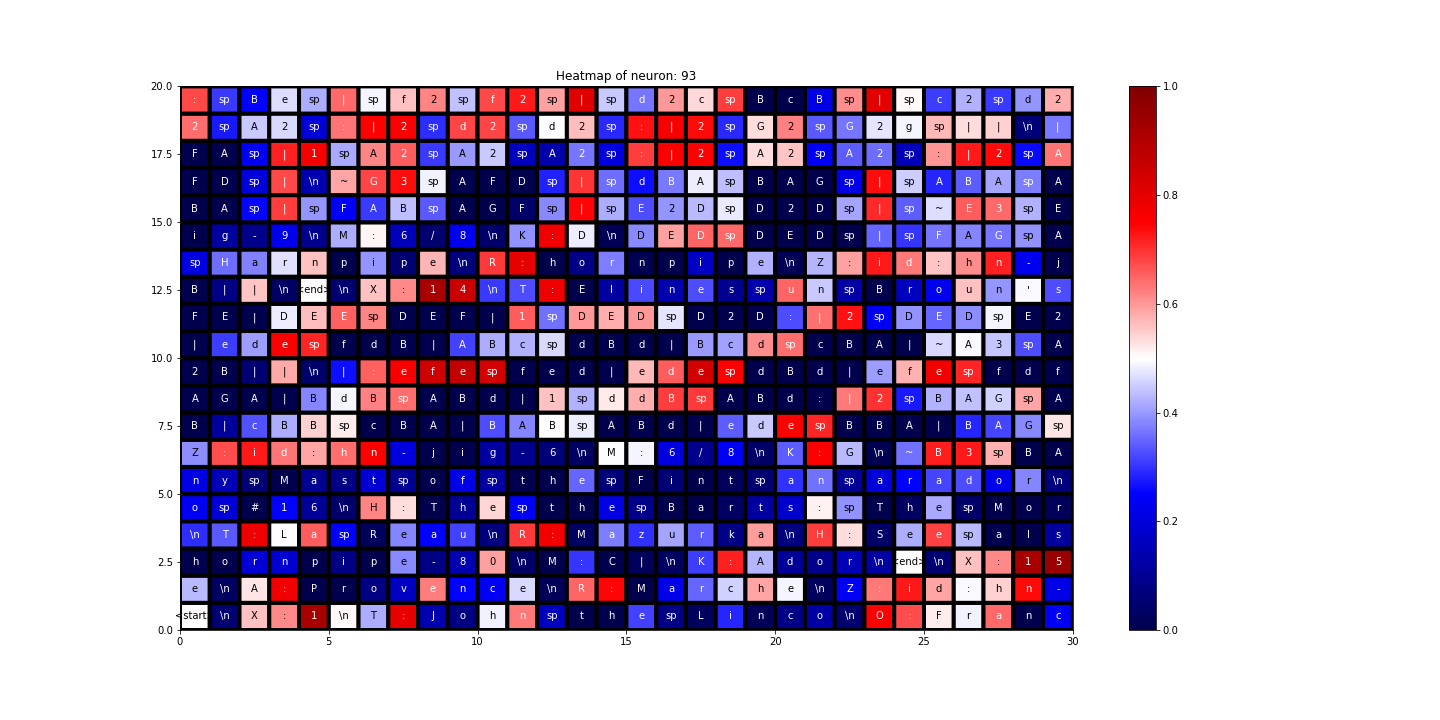 Heatmap of neuron: 93
20.0 : sp B e sp | sp f 2 sp f 2 sp | sp d 2 c sp B c B sp | sp c 2 sp d 2 1.0
2 sp A 2 sp : | 2 sp d 2 sp d 2 sp : | 2 sp G 2 sp G 2 g sp | | \n |
17.5 F A sp | 1 sp A 2 sp A 2 sp A 2 sp : | 2 sp A 2 sp A 2 sp : | 2 sp A
F D sp | \n ~ G 3 sp A F D sp | sp d B A sp B A G sp | sp A B A sp A 0.8
15.0 B A sp | sp F A B sp A G F sp | sp E 2 D sp D 2 D sp | sp ~ E 3 sp E
i g - 9 \n M : 6 / 8 \n K : D \n D E D sp D E D sp | sp F A G sp A
sp H a r n p i p e \n R : h o r n p i p e \n Z : i d : h n - j
12.5 B | | \n <end> \n X : 1 4 \n T : E l i n e s sp u n sp B r o u n ' s 0.6
F E | D E E sp D E F | 1 sp D E D sp D 2 D : | 2 sp D E D sp E 2
| e d e sp f d B | A B c sp d B d | B c d sp c B A | ~ A 3 sp A
10.0 2 B | | \n | : e f e sp f e d | e d e sp d B d | e f e sp f d f
A G A | B d B sp A B d | 1 sp d d B sp A B d : | 2 sp B A G sp A 0.4
7.5 B | c B B sp c B A | B A B sp A B d | e d e sp B B A | B A G sp
Z : i d : h n - j i g - 6 \n M : 6 / 8 \n K : G \n ~ B 3 sp B A
5.0 n y sp M a s t sp o f sp t h e sp F i n t sp a n sp a r a d o r \n
o sp # 1 6 \n H : T h e sp t h e sp B a r t s : sp T h e sp M o r 0.2
\n T : L a sp R e a u \n R : M a z u r k a \n H : S e e sp a l s
2.5 h o r n p i p e - 8 0 \n M : C | \n K : A d o r \n <end> \n X : 1 5
e \n A : P r o v e n c e \n R : M a r c h e \n Z : i d : h n -
<start \n X : 1 \n T : J o h n sp t h e sp L i n c o \n O : F r a n c
0.0 0.0
0 5 10 15 20 25 30